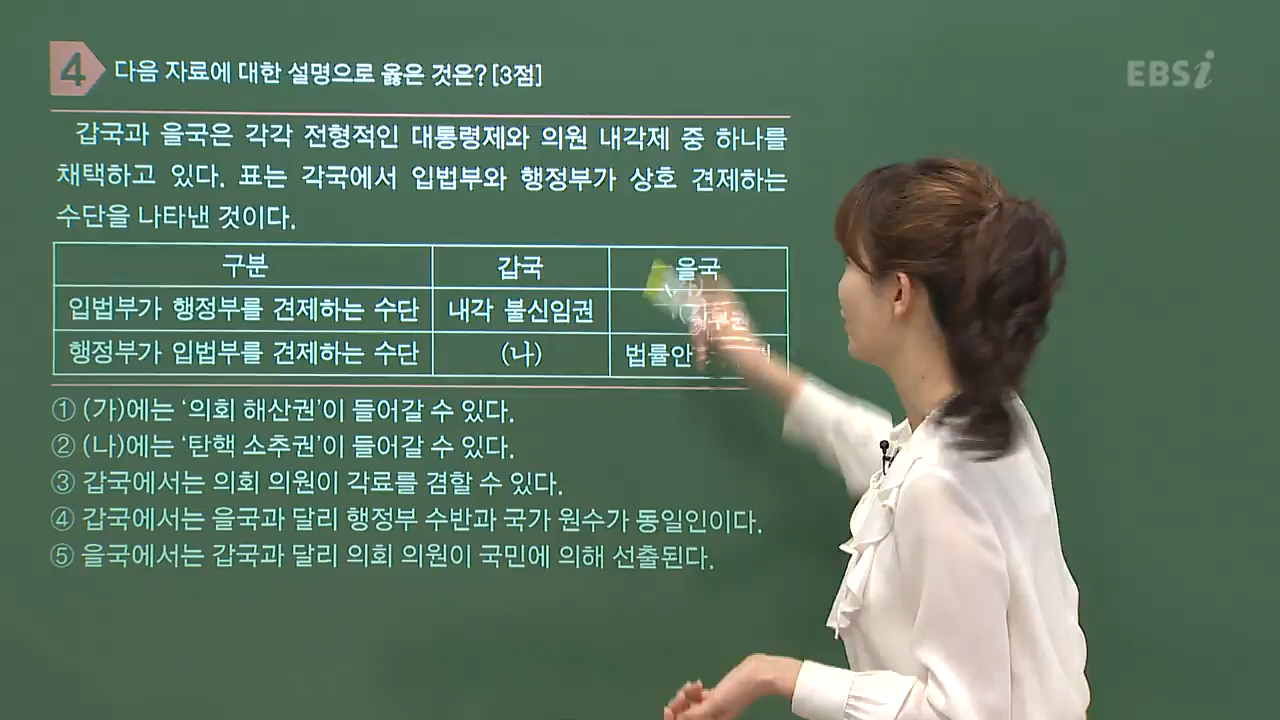 4 다음 자료에 대한 설명으로 옳은 것은? [3점]
EBSi
갑국과 을국은 각각 전형적인 대통령제와 의원 내각제 중 하나를
채택하고 있다. 표는 각국에서 입법부와 행정부가 상호 견제하는
수단을 나타낸 것이다.
구분 갑국 을국
입법부가 행정부를 견제하는 수단 내각 불신임권
행정부가 입법부를 견제하는 수단 (나) 법률안
① (가)에는 ‘의회 해산권’이 들어갈 수 있다.
② (나)에는 ‘탄핵 소추권’이 들어갈 수 있다.
③ 갑국에서는 의회 의원이 각료를 겸할 수 있다.
④ 갑국에서는 을국과 달리 행정부 수반과 국가 원수가 동일인이다.
⑤ 을국에서는 갑국과 달리 의회 의원이 국민에 의해 선출된다.